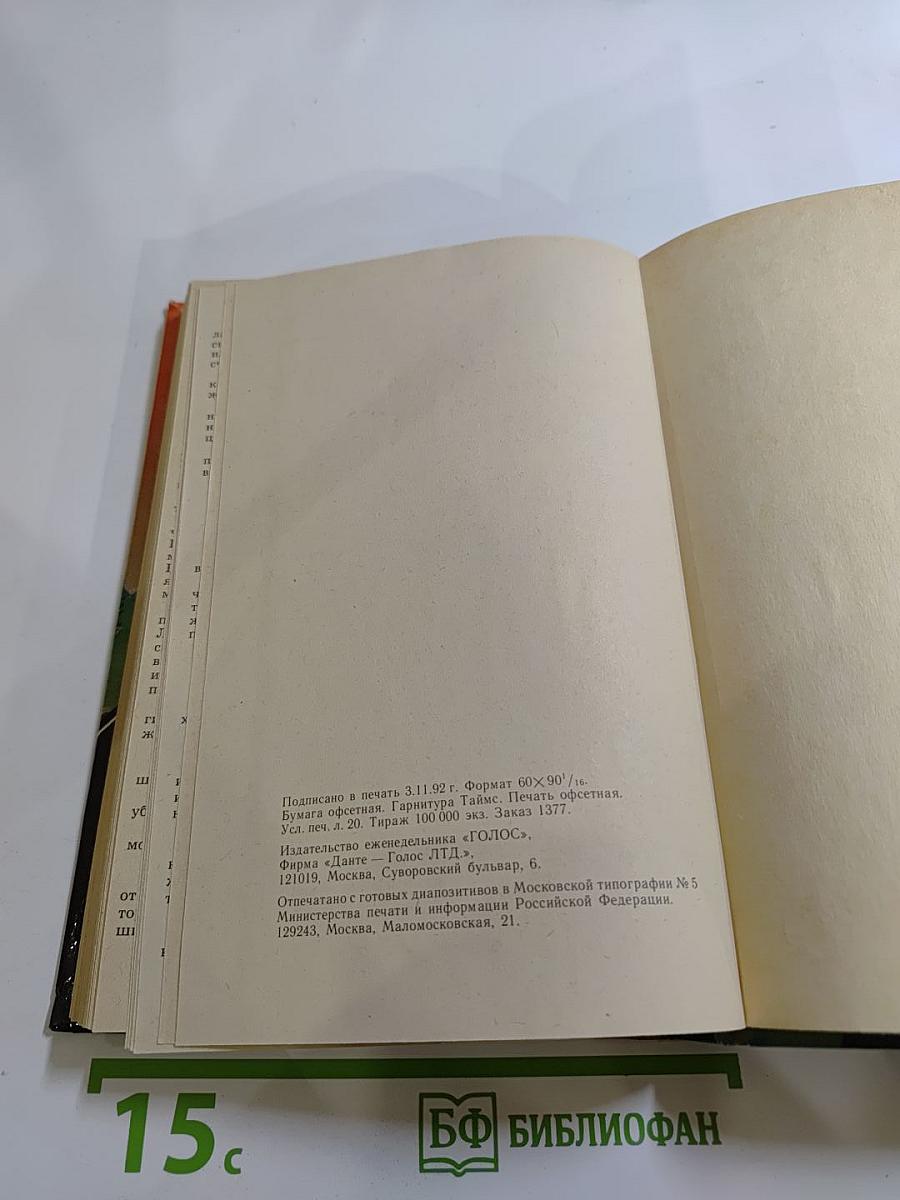 Подписано в печать 3.11.92 г. Формат 60×90¹/₁₆.
Бумага офсетная. Гарнитура Таймс. Печать офсетная.
Усл. печ. л. 20. Тираж 100 000 экз. Заказ 1377.
Издательство еженедельника «ГОЛОС»,
Фирма «Данте — Голос ЛТД.»,
121019, Москва, Суворовский бульвар, 6.
Отпечатано с готовых диапозитивов в Московской типографии № 5
Министерства печати и информации Российской Федерации.
129243, Москва, Маломосковская, 21.
15 с
БФ БИБЛИОФАН